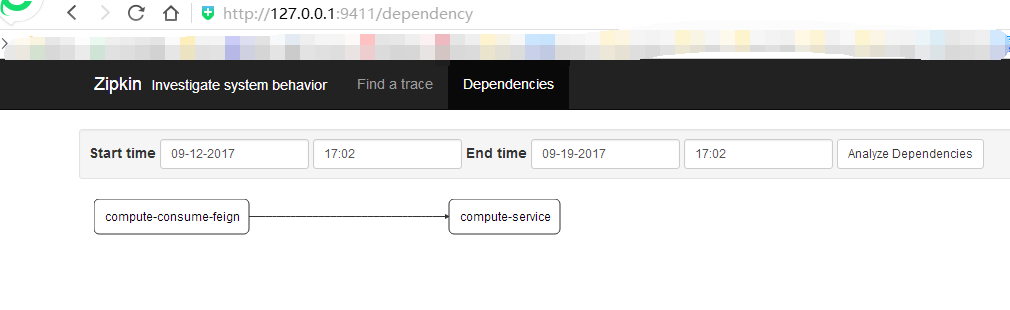 http://127.0.0.1:9411/dependency
Zipkin Investigate system behavior Find a trace Dependencies
Start time 09-12-2017 17:02 End time 09-19-2017 17:02 Analyze Dependencies
compute-consume-feign compute-service